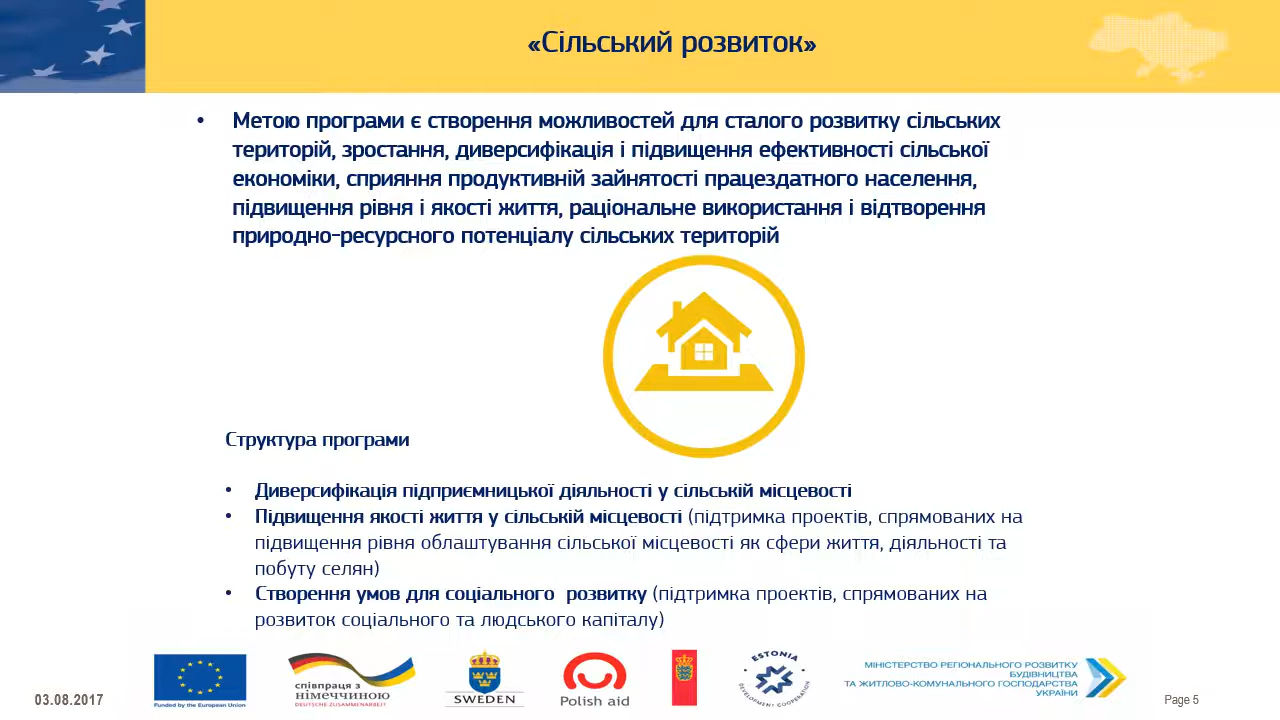 «Сільський розвиток»
• Метою програми є створення можливостей для сталого розвитку сільських
територій, зростання, диверсифікація і підвищення ефективності сільської
економіки, сприяння продуктивній зайнятості працездатного населення,
підвищення рівня і якості життя, раціональне використання і відтворення
природно-ресурсного потенціалу сільських територій
Структура програми
• Диверсифікація підприємницької діяльності у сільській місцевості
• Підвищення якості життя у сільській місцевості (підтримка проектів, спрямованих на
підвищення рівня облаштування сільської місцевості як сфери життя, діяльності та
побуту селян)
• Створення умов для соціального розвитку (підтримка проектів, спрямованих на
розвиток соціального та людського капіталу)
03.08.2017
Funded by the European Union
співпраця з
НІМЕЧЧИНОЮ
DEUTSCHE ZUSAMMENARBEIT
SWEDEN
Polish aid
ESTONIA
DEVELOPMENT COOPERATION
МІНІСТЕРСТВО РЕГІОНАЛЬНОГО РОЗВИТКУ
БУДІВНИЦТВА
ТА ЖИТЛОВО-КОМУНАЛЬНОГО ГОСПОДАРСТВА
УКРАЇНИ
Page 5